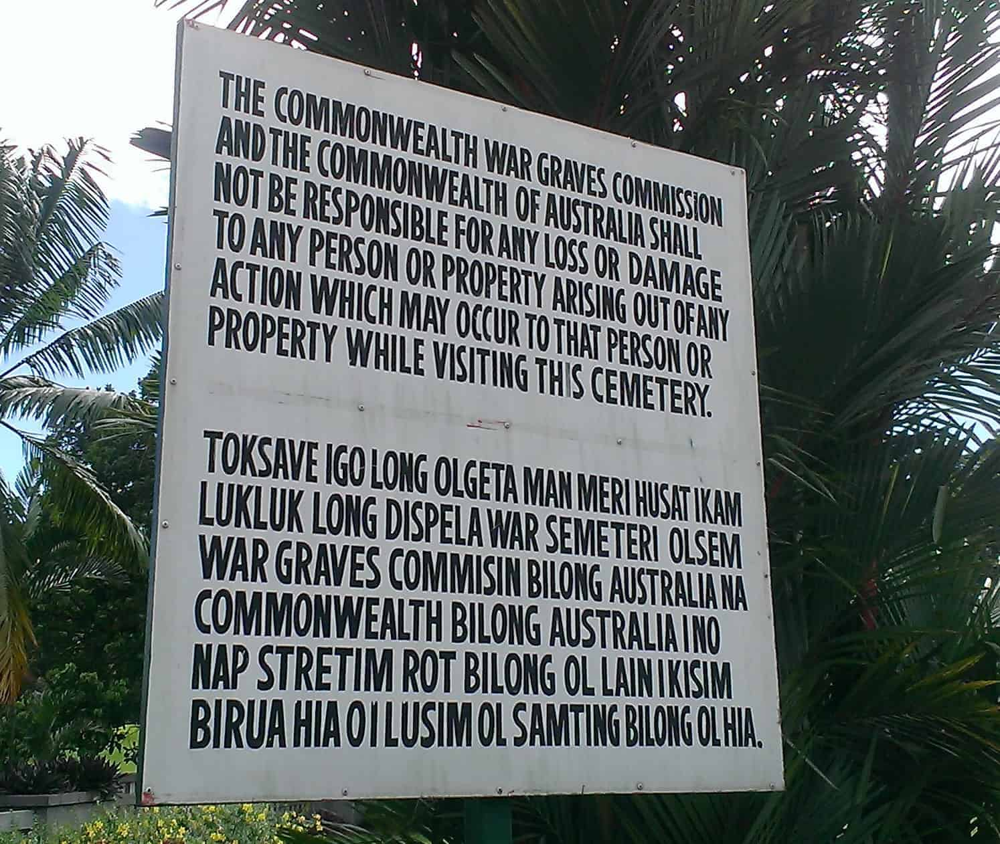 THE COMMONWEALTH WAR GRAVES COMMISSION
AND THE COMMONWEALTH OF AUSTRALIA SHALL
NOT BE RESPONSIBLE FOR ANY LOSS OR DAMAGE
TO ANY PERSON OR PROPERTY ARISING OUT OF ANY
ACTION WHICH MAY OCCUR TO THAT PERSON OR
PROPERTY WHILE VISITING THIS CEMETERY.
TOKSAVE IGO LONG OLGETA MAN MERI HUSAT IKAM
LUKLUK LONG DISPELA WAR SEMETERI OLSEM
WAR GRAVES COMMISIN BILONG AUSTRALIA NA
COMMONWEALTH BILONG AUSTRALIA I NO
NAP STRETIM ROT BILONG OL LAIN I KISIM
BIRUA HIA O I LUSIM OL SAMTING BILONG OL HIA.